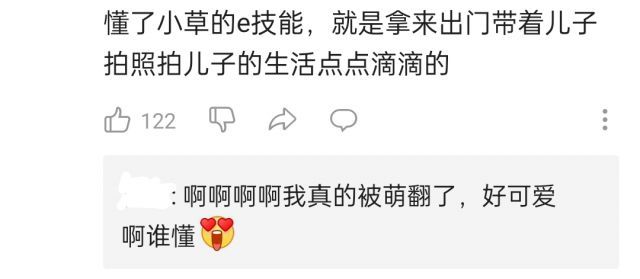 懂了小草的e技能，就是拿来出门带着儿子
拍照拍儿子的生活点点滴滴的
122
：啊啊啊啊我真的被萌翻了，好可爱
啊谁懂